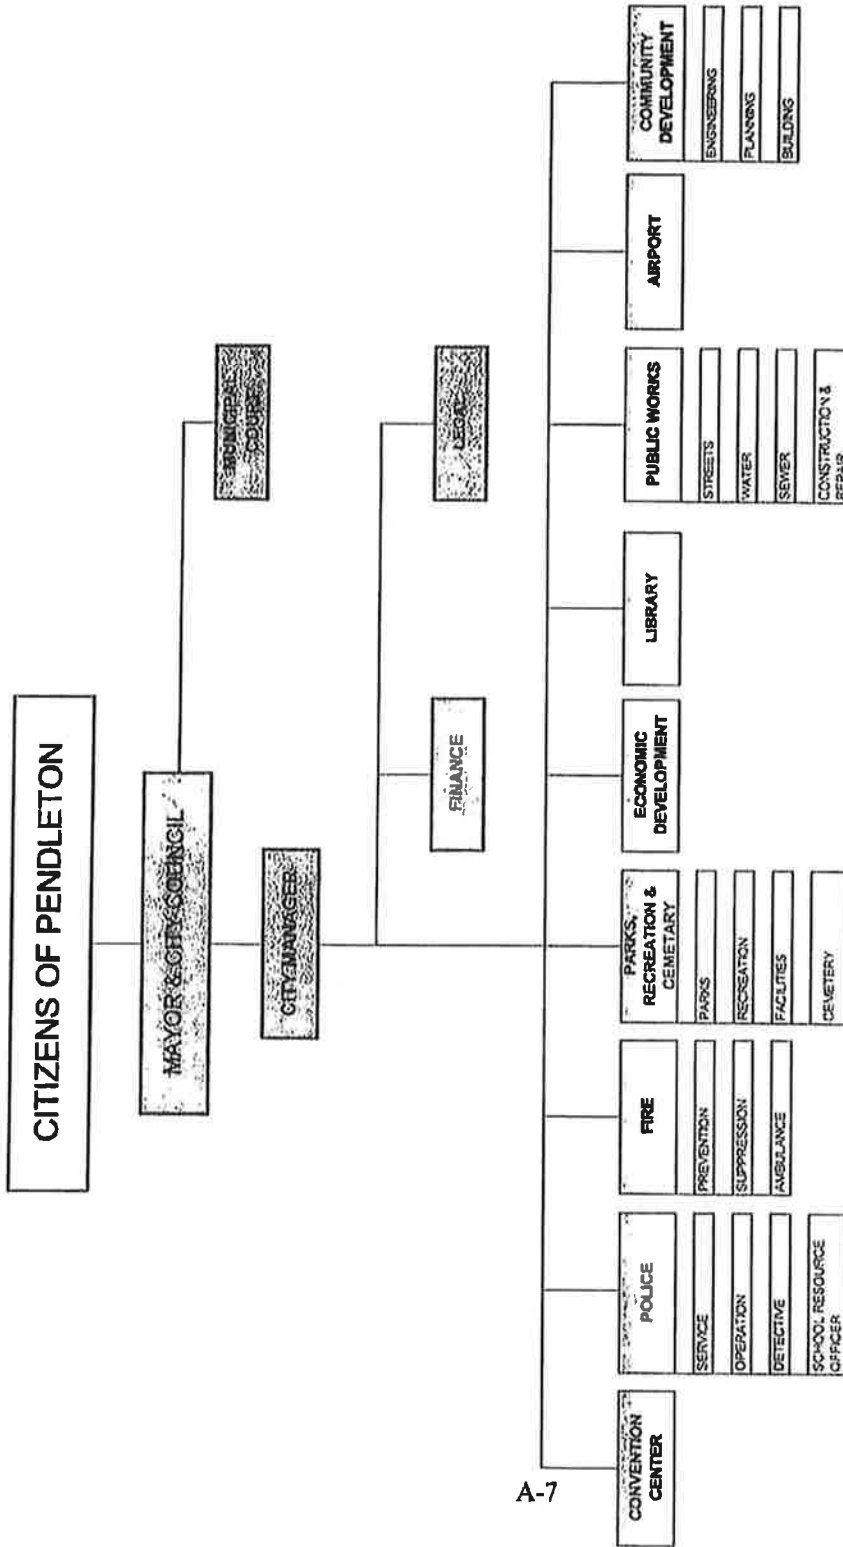 CITIZENS OF PENDLETON
MAYOR & CITY COUNCIL
MUNICIPAL
COURT
CITY MANAGER
FINANCE
LEGAL
CONVENTION
CENTER
POLICE
SERVICE
OPERATION
DETECTIVE
SCHOOL RESOURCE
OFFICER
FIRE
PREVENTION
SUPPRESSION
AMBULANCE
PARKS,
RECREATION &
CEMETARY
PARKS
RECREATION
FACILITIES
CEMETERY
ECONOMIC
DEVELOPMENT
LIBRARY
PUBLIC WORKS
STREETS
WATER
SEWER
CONSTRUCTION &
REPAIR
AIRPORT
COMMUNITY
DEVELOPMENT
ENGINEERING
PLANNING
BUILDING
A-7